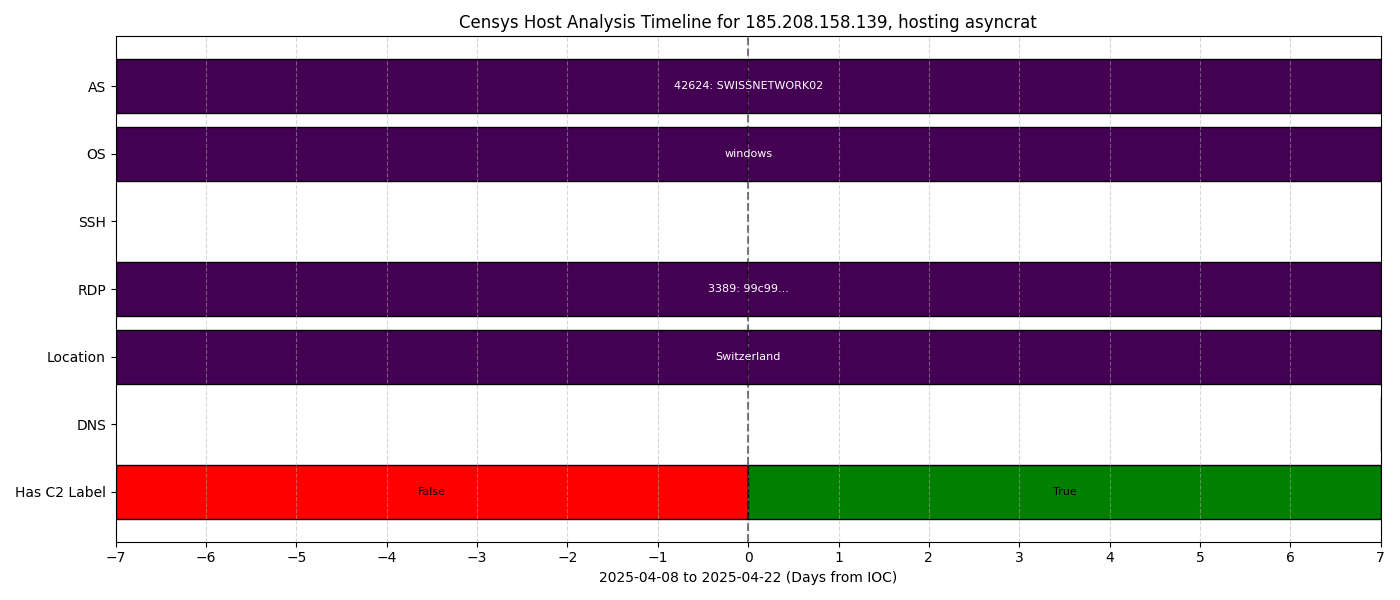 Censys Host Analysis Timeline for 185.208.158.139, hosting asyncrat
AS
42624: SWISSNETWORK02
OS
windows
SSH
RDP
3389: 99c99...
Location
Switzerland
DNS
Has C2 Label
False
True
−7 −6 −5 −4 −3 −2 −1 0 1 2 3 4 5 6 7
2025-04-08 to 2025-04-22 (Days from IOC)